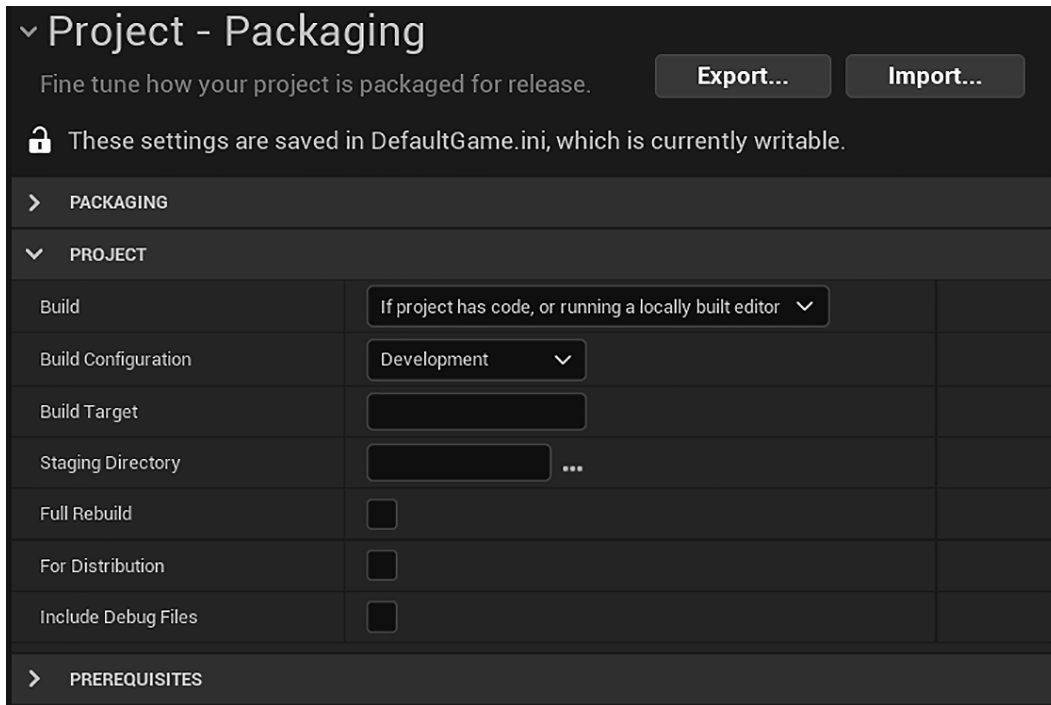 Project - Packaging
Fine tune how your project is packaged for release.
Export...
Import...
These settings are saved in DefaultGame.ini, which is currently writable.
PACKAGING
PROJECT
Build
If project has code, or running a locally built editor
Build Configuration
Development
Build Target
Staging Directory
...
Full Rebuild
For Distribution
Include Debug Files
PREREQUISITES